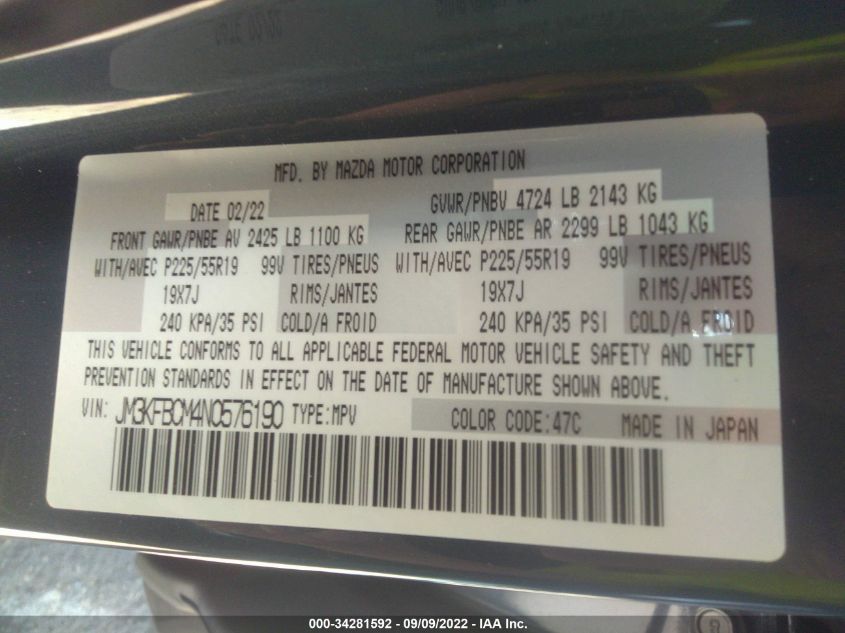 MFD. BY MAZDA MOTOR CORPORATION
DATE 02/22 GVWR/PNBV 4724 LB 2143 KG
FRONT GAWR/PNBE AV 2425 LB 1100 KG REAR GAWR/PNBE AR 2299 LB 1043 KG
WITH/AVEC P225/55R19 99V TIRES/PNEUS WITH/AVEC P225/55R19 99V TIRES/PNEUS
19X7J RIMS/JANTES 19X7J RIMS/JANTES
240 KPA/35 PSI COLD/A FROID 240 KPA/35 PSI COLD/A FROID
THIS VEHICLE CONFORMS TO ALL APPLICABLE FEDERAL MOTOR VEHICLE SAFETY AND THEFT
PREVENTION STANDARDS IN EFFECT ON THE DATE OF MANUFACTURE SHOWN ABOVE.
VIN: JM3KFBCM4N0576190 TYPE:MPV COLOR CODE:47C MADE IN JAPAN
000-34281592 - 09/09/2022 - IAA Inc.